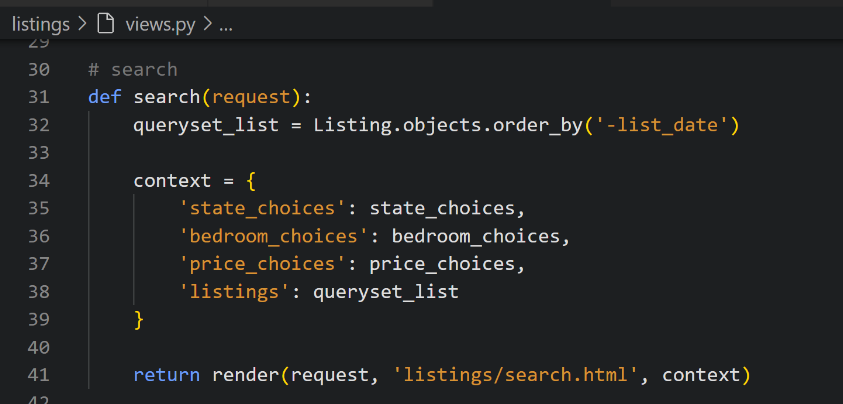 listings > views.py > ...
29
30 # search
31 def search(request):
32     queryset_list = Listing.objects.order_by('-list_date')
33
34     context = {
35         'state_choices': state_choices,
36         'bedroom_choices': bedroom_choices,
37         'price_choices': price_choices,
38         'listings': queryset_list
39     }
40
41     return render(request, 'listings/search.html', context)
42